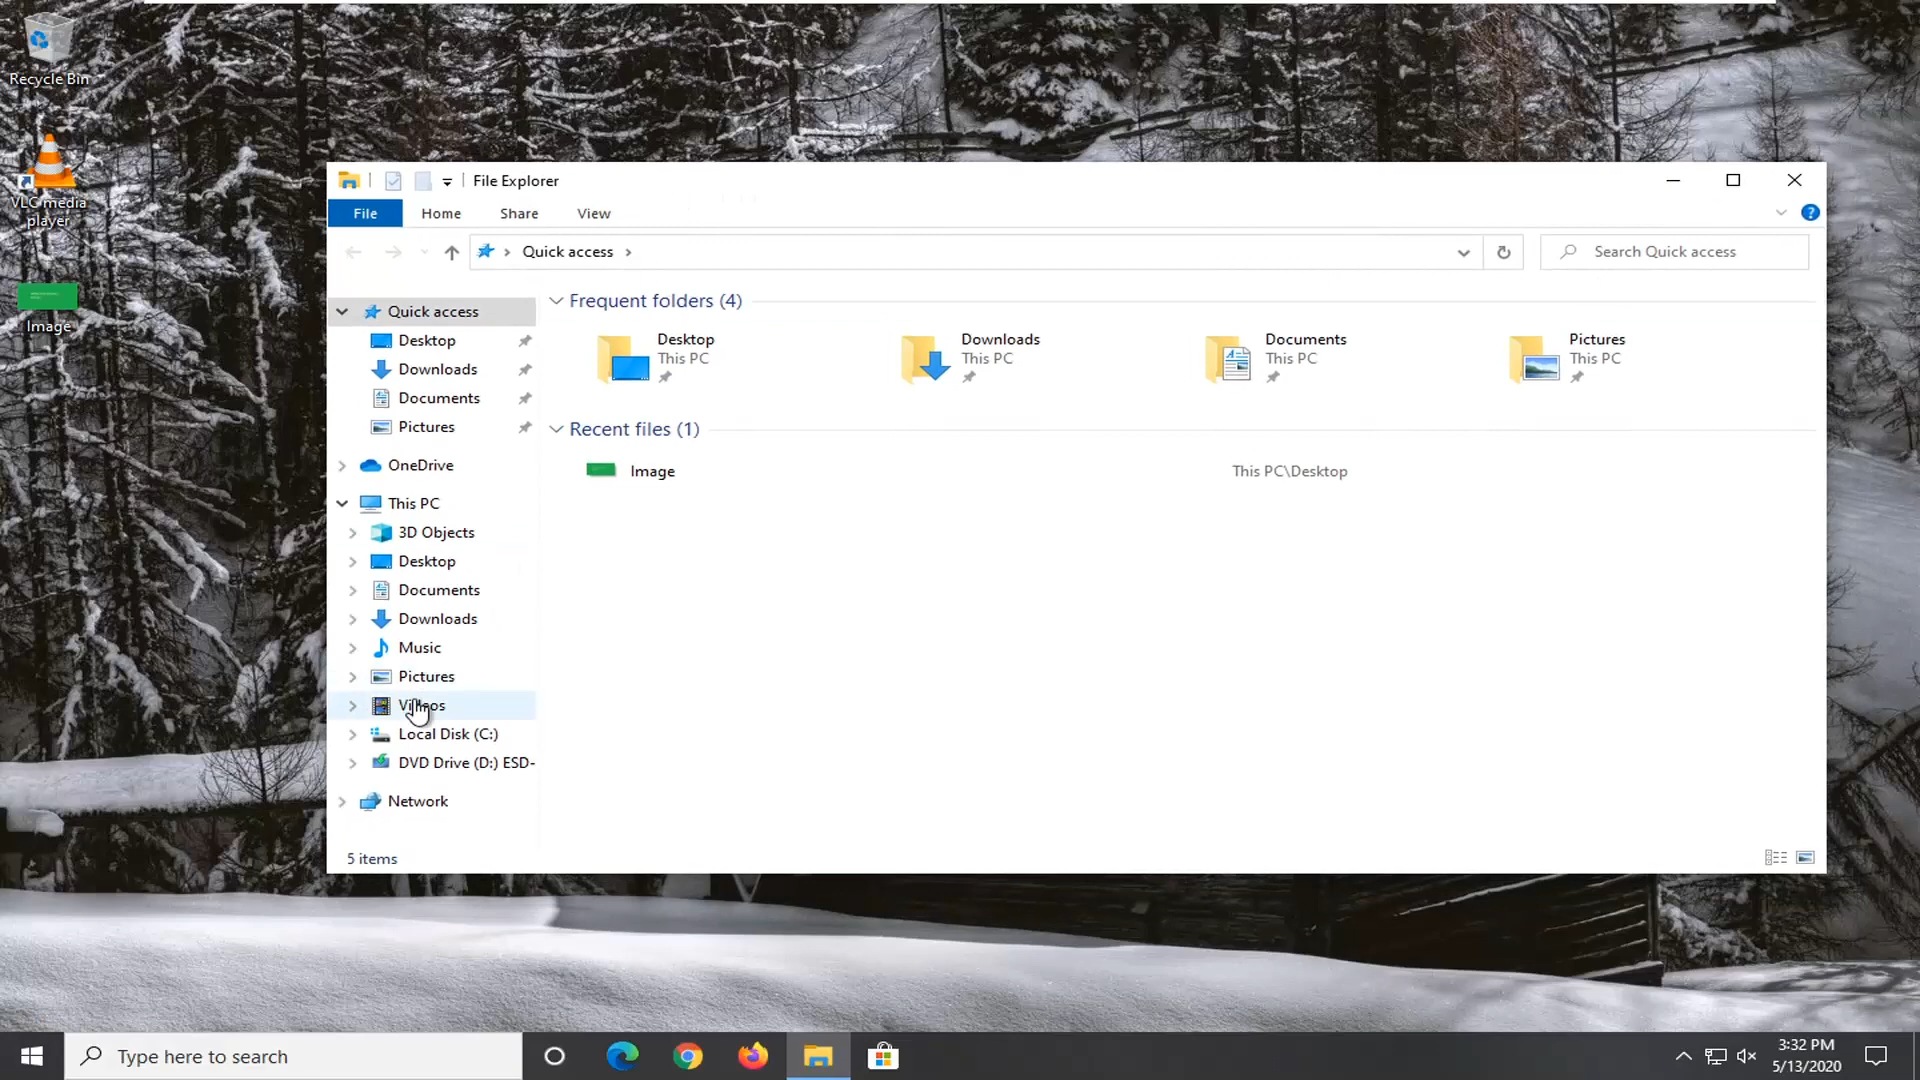 Recycle Bin
VLC media
player
Image
File Explorer
File
Home
Share
View
Quick access
Search Quick access
Quick access
Desktop
Downloads
Documents
Pictures
OneDrive
This PC
3D Objects
Desktop
Documents
Downloads
Music
Pictures
Videos
Local Disk (C:)
DVD Drive (D:) ESD-
Network
Frequent folders (4)
Desktop
This PC
Downloads
This PC
Documents
This PC
Pictures
This PC
Recent files (1)
Image
This PC\Desktop
5 items
Type here to search
3:32 PM
5/13/2020